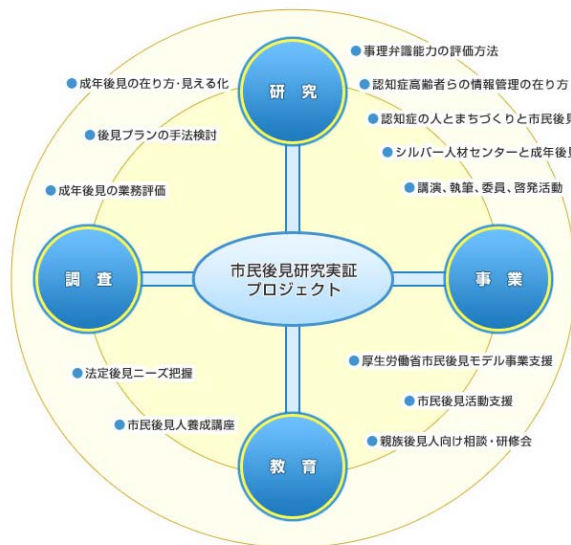 事理弁識能力の評価方法
研究
成年後見の在り方・見える化
認知症高齢者らの情報管理の在り方
認知症の人とまちづくりと市民後見
後見プランの手法検討
シルバー人材センターと成年後見
成年後見の業務評価
講演、執筆、委員、啓発活動
市民後見研究実証
プロジェクト
調査
事業
厚生労働省市民後見モデル事業支援
法定後見ニーズ把握
市民後見活動支援
市民後見人養成講座
親族後見人向け相談・研修会
教育